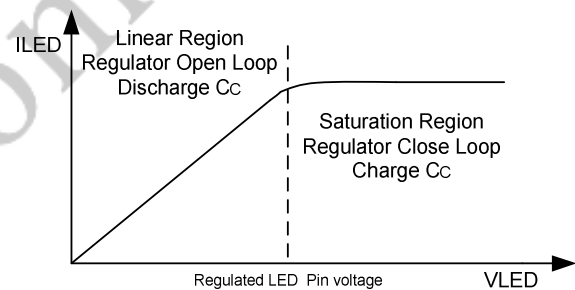 ILED
Linear Region
Regulator Open Loop
Discharge CC
Saturation Region
Regulator Close Loop
Charge CC
Regulated LED Pin voltage
VLED